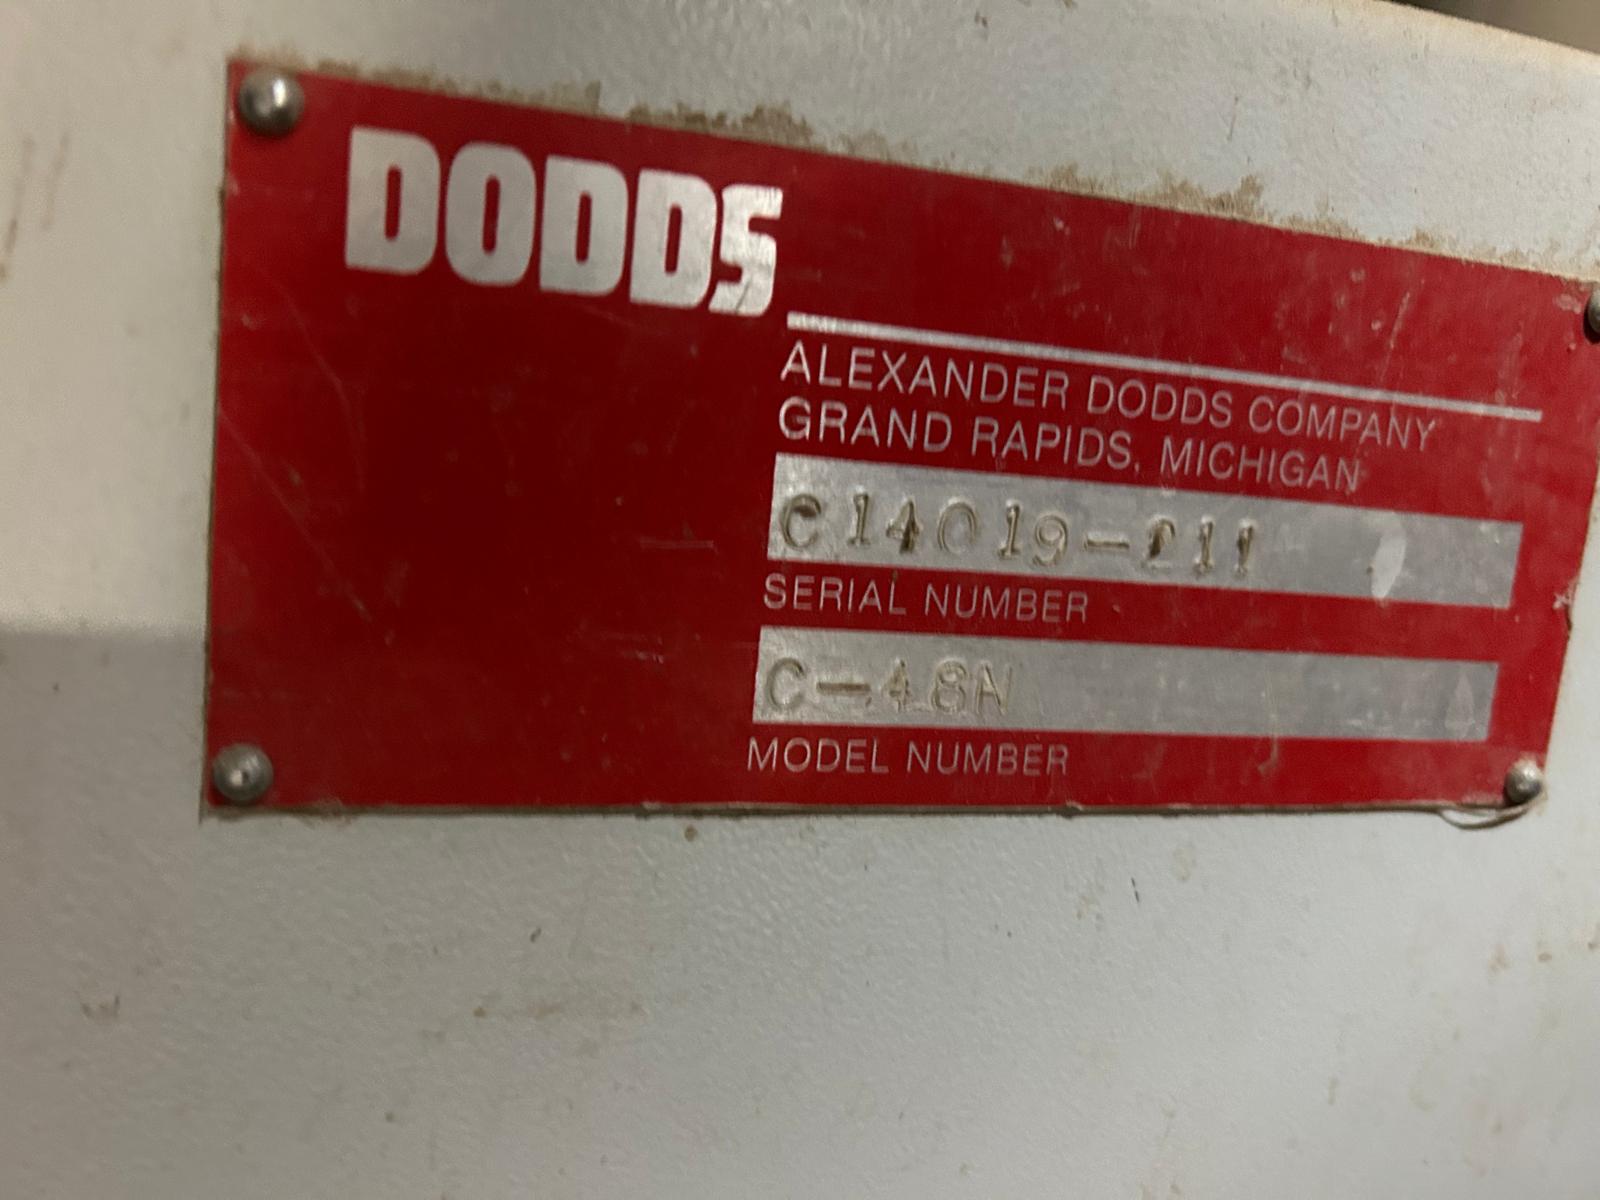 DODDS
ALEXANDER DODDS COMPANY
GRAND RAPIDS, MICHIGAN
C14019-211
SERIAL NUMBER
C-48N
MODEL NUMBER